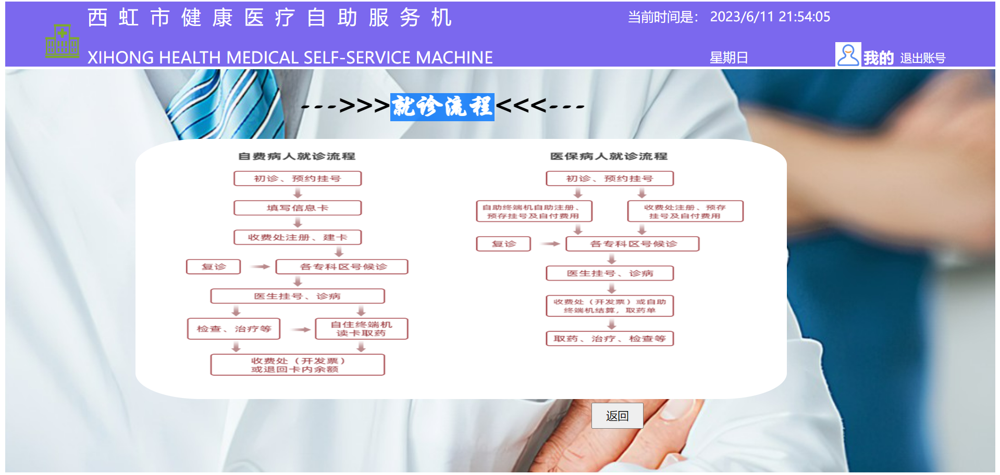 西虹市健康医疗自助服务机
当前时间是： 2023/6/11 21:54:05
XIHONG HEALTH MEDICAL SELF-SERVICE MACHINE
星期日
我的 退出账号
--->>>就诊流程<<<---
自费病人就诊流程
初诊、预约挂号
填写信息卡
收费处注册、建卡
复诊
各专科区号候诊
医生挂号、诊病
检查、治疗等
自住终端机
读卡取药
收费处（开发票）
或退回卡内余额
医保病人就诊流程
初诊、预约挂号
自助终端机自助注册、
预存挂号及自付费用
收费处注册、预存
挂号及自付费用
复诊
各专科区号候诊
医生挂号、诊病
收费处（开发票）或自助
终端机结算，取药单
取药、治疗、检查等
返回